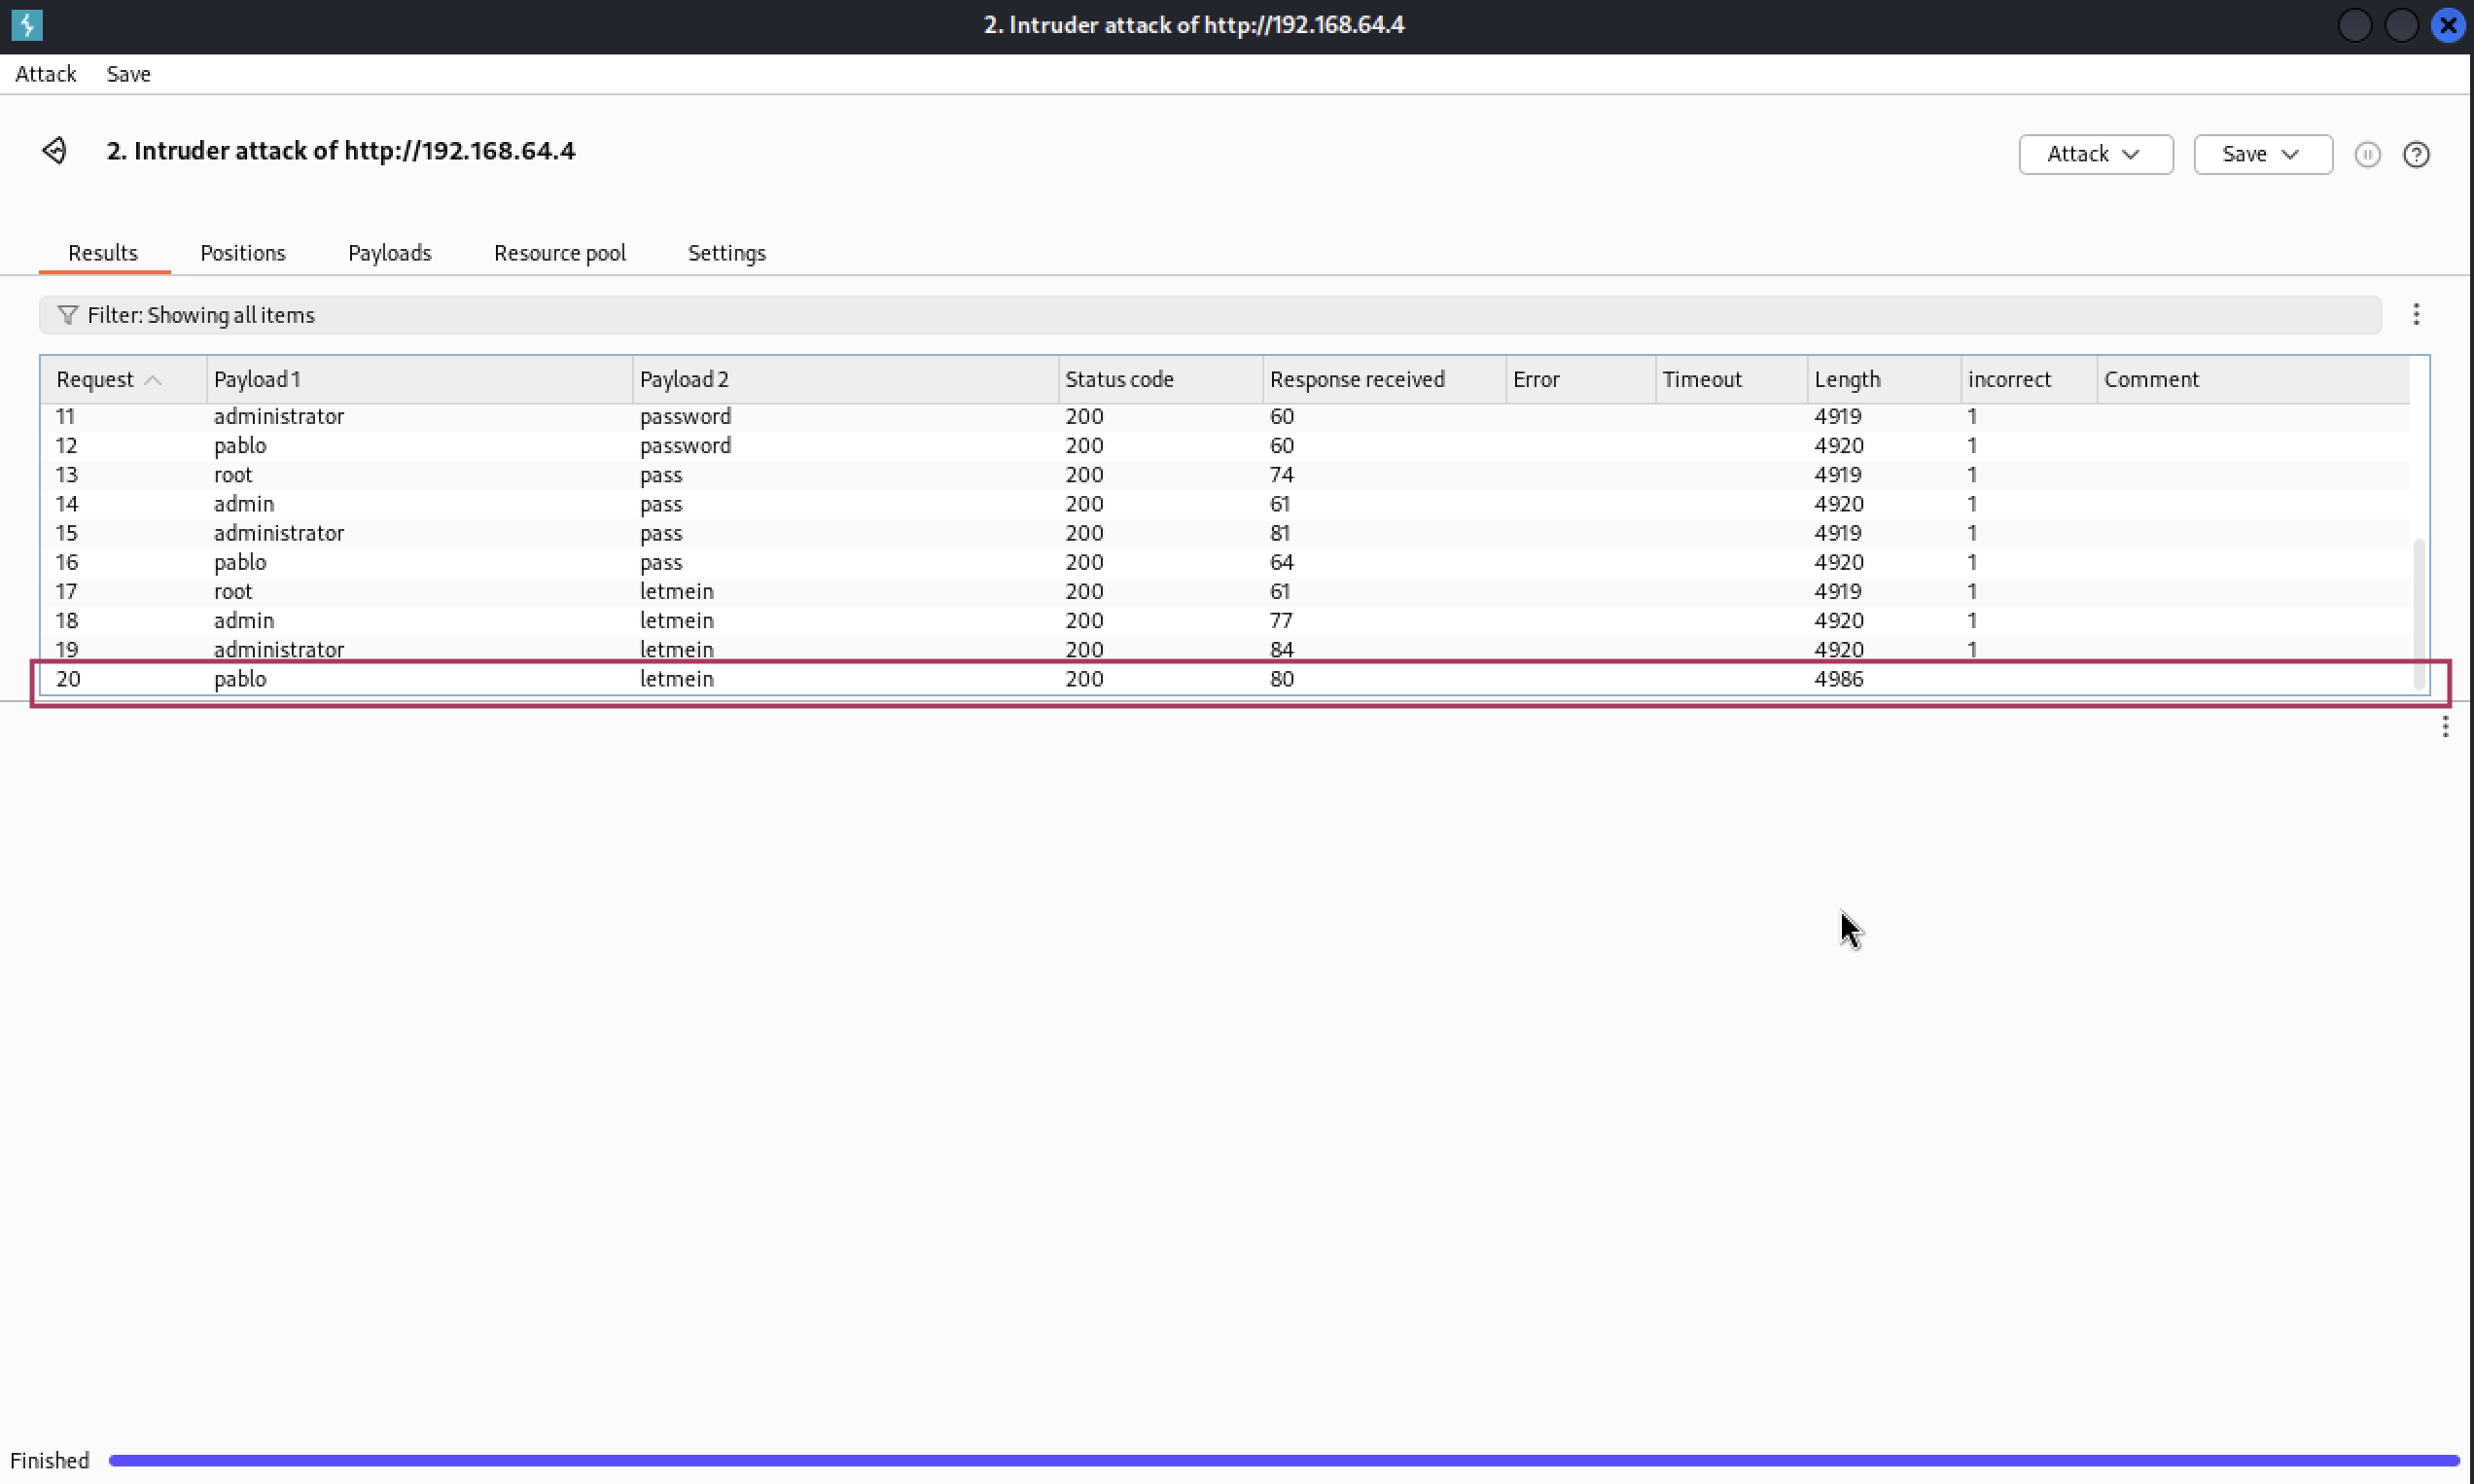 2. Intruder attack of http://192.168.64.4
Attack Save
2. Intruder attack of http://192.168.64.4
Attack Save
Results Positions Payloads Resource pool Settings
Filter: Showing all items
Request Payload 1 Payload 2 Status code Response received Error Timeout Length incorrect Comment
11 administrator password 200 60 4919 1
12 pablo password 200 60 4920 1
13 root pass 200 74 4919 1
14 admin pass 200 61 4920 1
15 administrator pass 200 81 4919 1
16 pablo pass 200 64 4920 1
17 root letmein 200 61 4919 1
18 admin letmein 200 77 4920 1
19 administrator letmein 200 84 4920 1
20 pablo letmein 200 80 4986
Finished